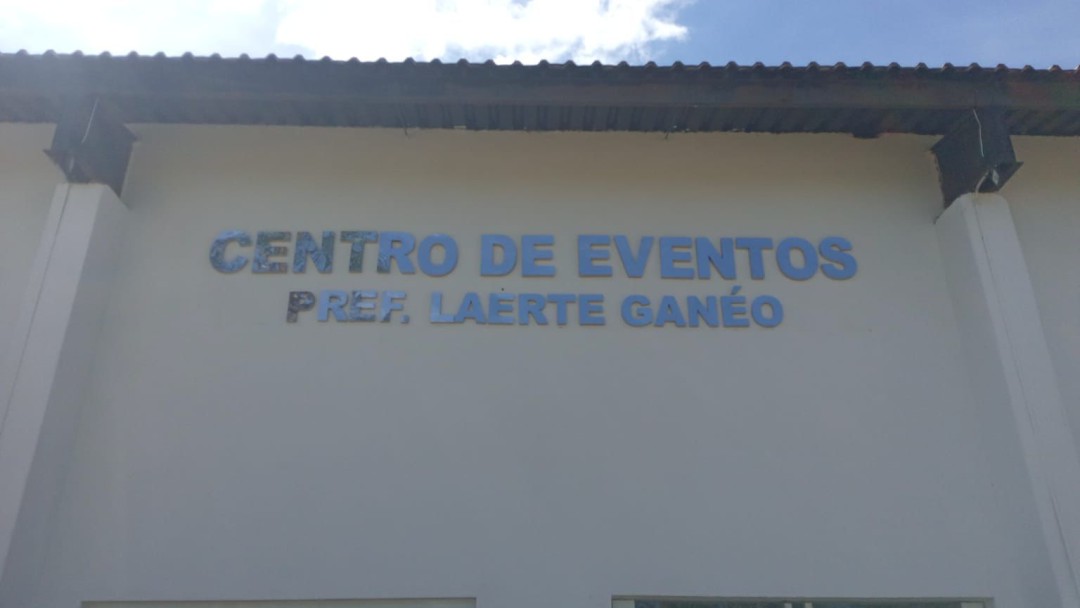 CENTRO DE EVENTOS
PREF. LAERTE GANÉO